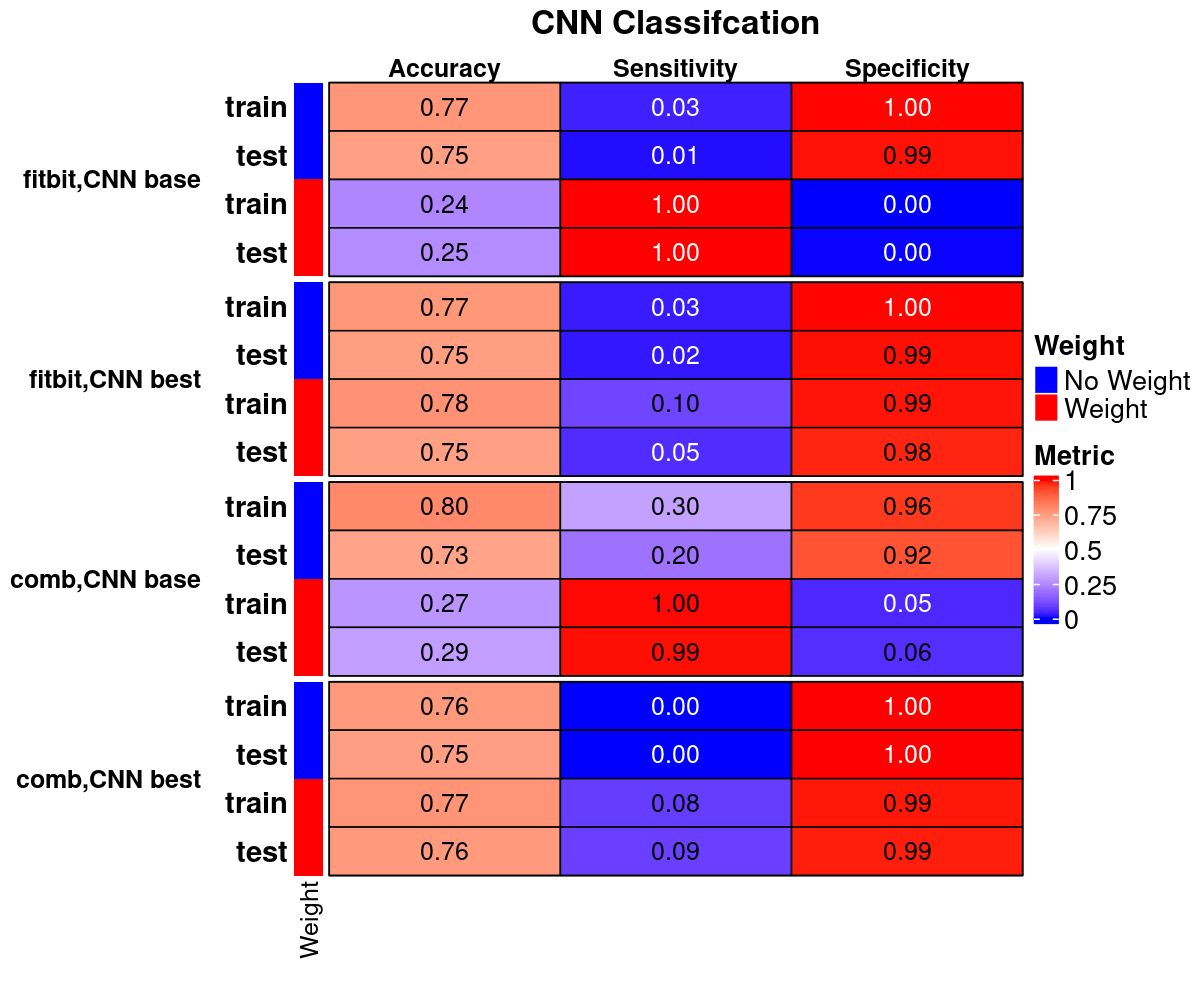 CNN Classifcation
Accuracy Sensitivity Specificity
fitbit,CNN base
train 0.77 0.03 1.00
test 0.75 0.01 0.99
train 0.24 1.00 0.00
test 0.25 1.00 0.00
fitbit,CNN best
train 0.77 0.03 1.00
test 0.75 0.02 0.99
train 0.78 0.10 0.99
test 0.75 0.05 0.98
comb,CNN base
train 0.80 0.30 0.96
test 0.73 0.20 0.92
train 0.27 1.00 0.05
test 0.29 0.99 0.06
comb,CNN best
train 0.76 0.00 1.00
test 0.75 0.00 1.00
train 0.77 0.08 0.99
test 0.76 0.09 0.99
Weight
Weight
No Weight
Weight
Metric
1
0.75
0.5
0.25
0